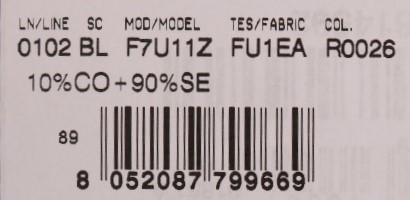 LN/LINE SC MOD/MODEL TES/FABRIC COL.
0102 BL F7U11Z FU1EA R0026
10%CO+90%SE
89
8 052087 799669